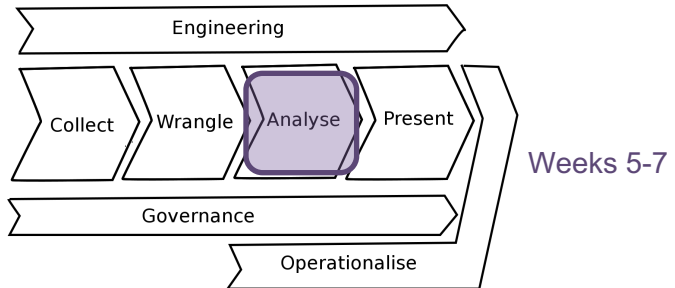 Engineering
Collect
Wrangle
Analyse
Present
Weeks 5-7
Governance
Operationalise